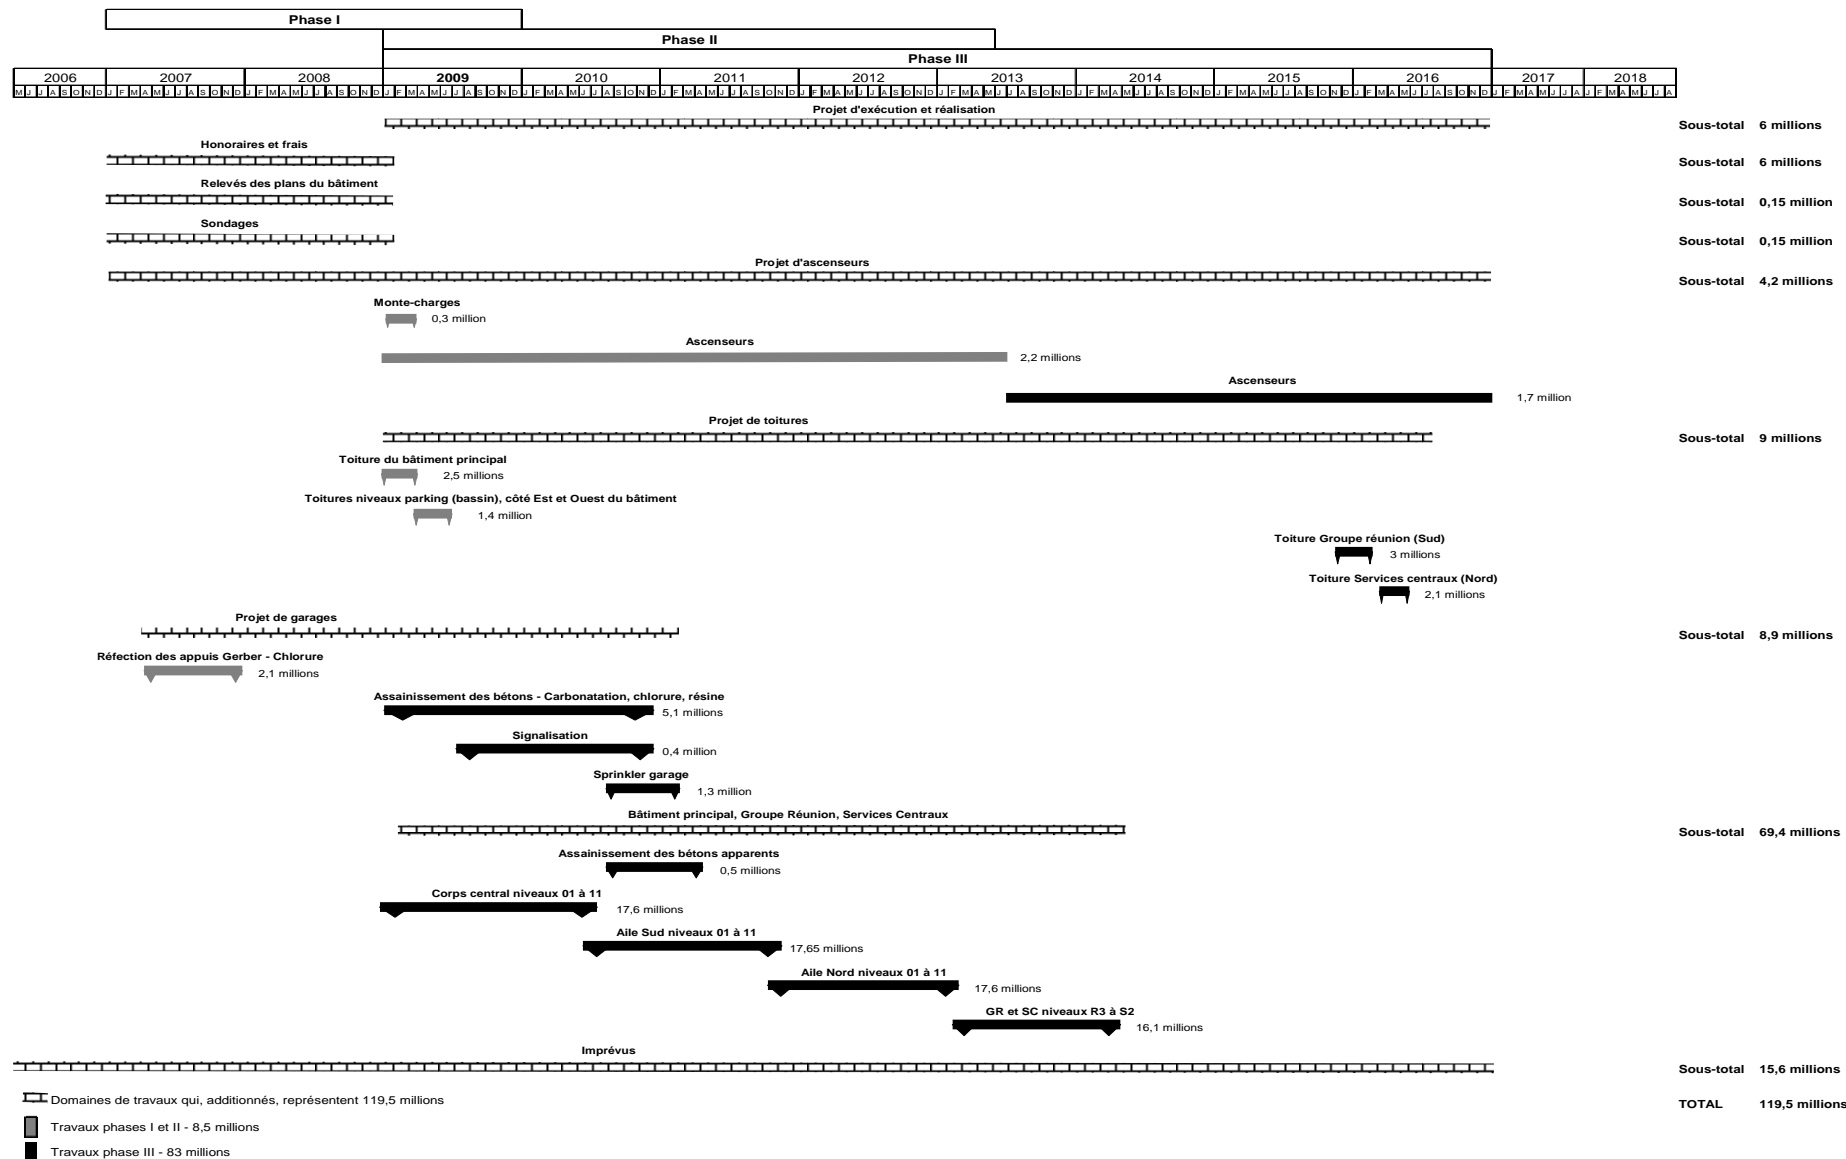 Phase I
Phase II
Phase III
2006 2007 2008 2009 2010 2011 2012 2013 2014 2015 2016 2017 2018
M J J A S O N D J F M A M J J A S O N D J F M A M J J A S O N D J F M A M J J A S O N D J F M A M J J A S O N D J F M A M J J A S O N D J F M A M J J A S O N D J F M A M J J A S O N D J F M A M J J A S O N D J F M A M J J A S O N D J F M A M J J A S O N D J F M A M J J A J F M A M J J A
Projet d'exécution et réalisation
Sous-total 6 millions
Honoraires et frais
Sous-total 6 millions
Relevés des plans du bâtiment
Sous-total 0,15 million
Sondages
Sous-total 0,15 million
Projet d'ascenseurs
Sous-total 4,2 millions
Monte-charges
0,3 million
Ascenseurs
2,2 millions
Ascenseurs
1,7 million
Projet de toitures
Sous-total 9 millions
Toiture du bâtiment principal
2,5 millions
Toitures niveaux parking (bassin), côté Est et Ouest du bâtiment
1,4 million
Toiture Groupe réunion (Sud)
3 millions
Toiture Services centraux (Nord)
2,1 millions
Projet de garages
Sous-total 8,9 millions
Réfection des appuis Gerber - Chlorure
2,1 millions
Assainissement des bétons - Carbonatation, chlorure, résine
5,1 millions
Signalisation
0,4 million
Sprinkler garage
1,3 million
Bâtiment principal, Groupe Réunion, Services Centraux
Sous-total 69,4 millions
Assainissement des bétons apparents
0,5 millions
Corps central niveaux 01 à 11
17,6 millions
Aile Sud niveaux 01 à 11
17,65 millions
Aile Nord niveaux 01 à 11
17,6 millions
GR et SC niveaux R3 à S2
16,1 millions
Imprévus
Sous-total 15,6 millions
Domaines de travaux qui, additionnés, représentent 119,5 millions
TOTAL 119,5 millions
Travaux phases I et II - 8,5 millions
Travaux phase III - 83 millions